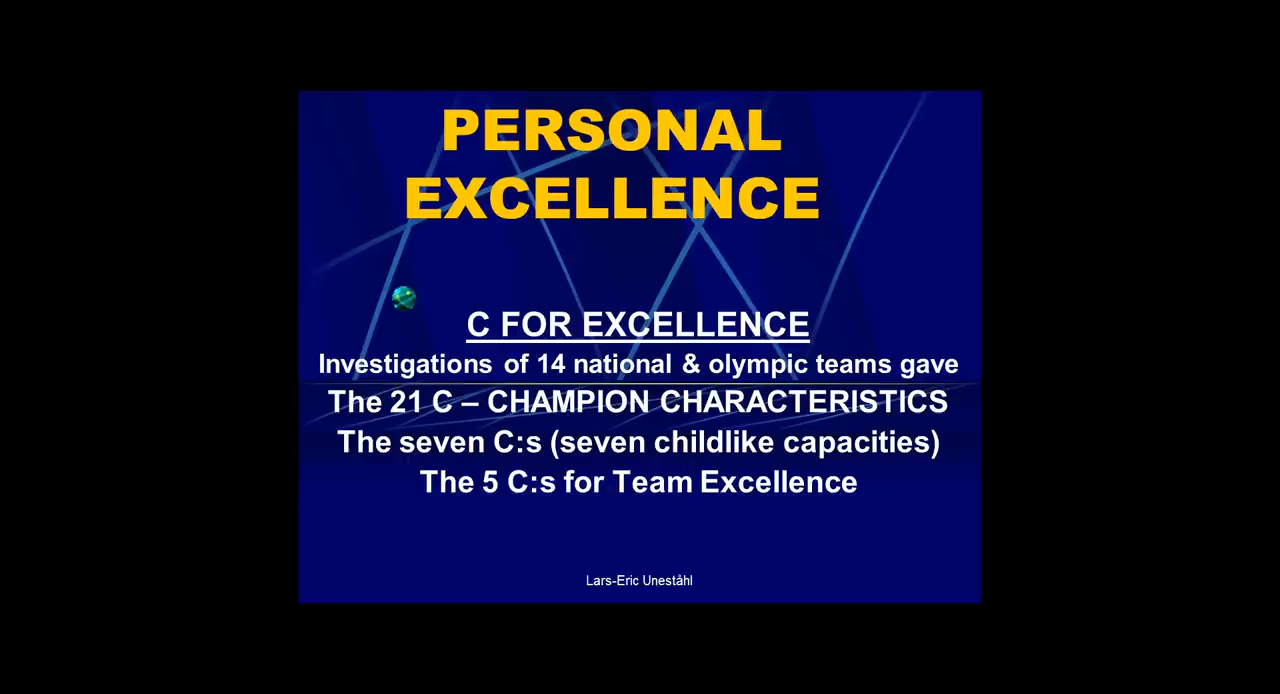 PERSONAL
EXCELLENCE
C FOR EXCELLENCE
Investigations of 14 national & olympic teams gave
The 21 C – CHAMPION CHARACTERISTICS
The seven C:s (seven childlike capacities)
The 5 C:s for Team Excellence
Lars-Eric Uneståhl